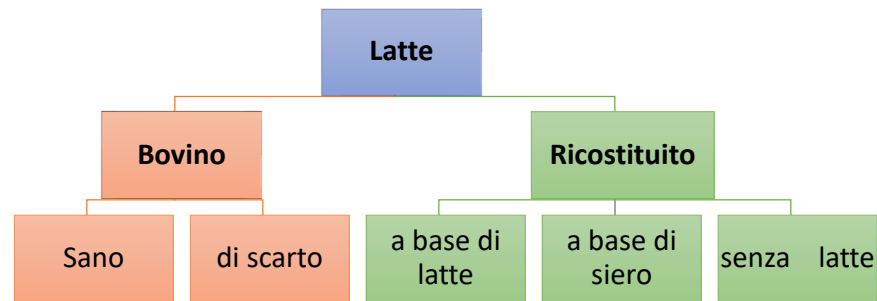 Latte
Bovino
Ricostituito
Sano
di scarto
a base di
latte
a base di
siero
senza latte